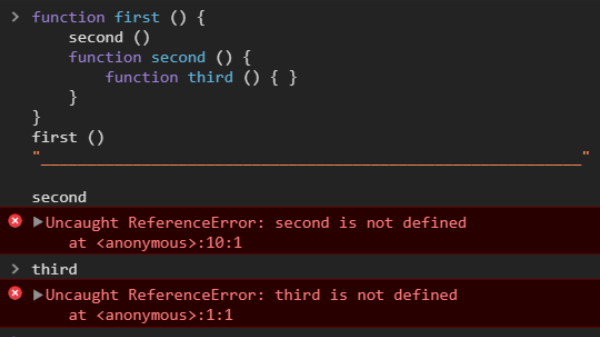 > function first () {
second ()
function second () {
function third () { }
}
}
first ()
"____________________________________________________________"
second
Uncaught ReferenceError: second is not defined
at <anonymous>:10:1
> third
Uncaught ReferenceError: third is not defined
at <anonymous>:1:1